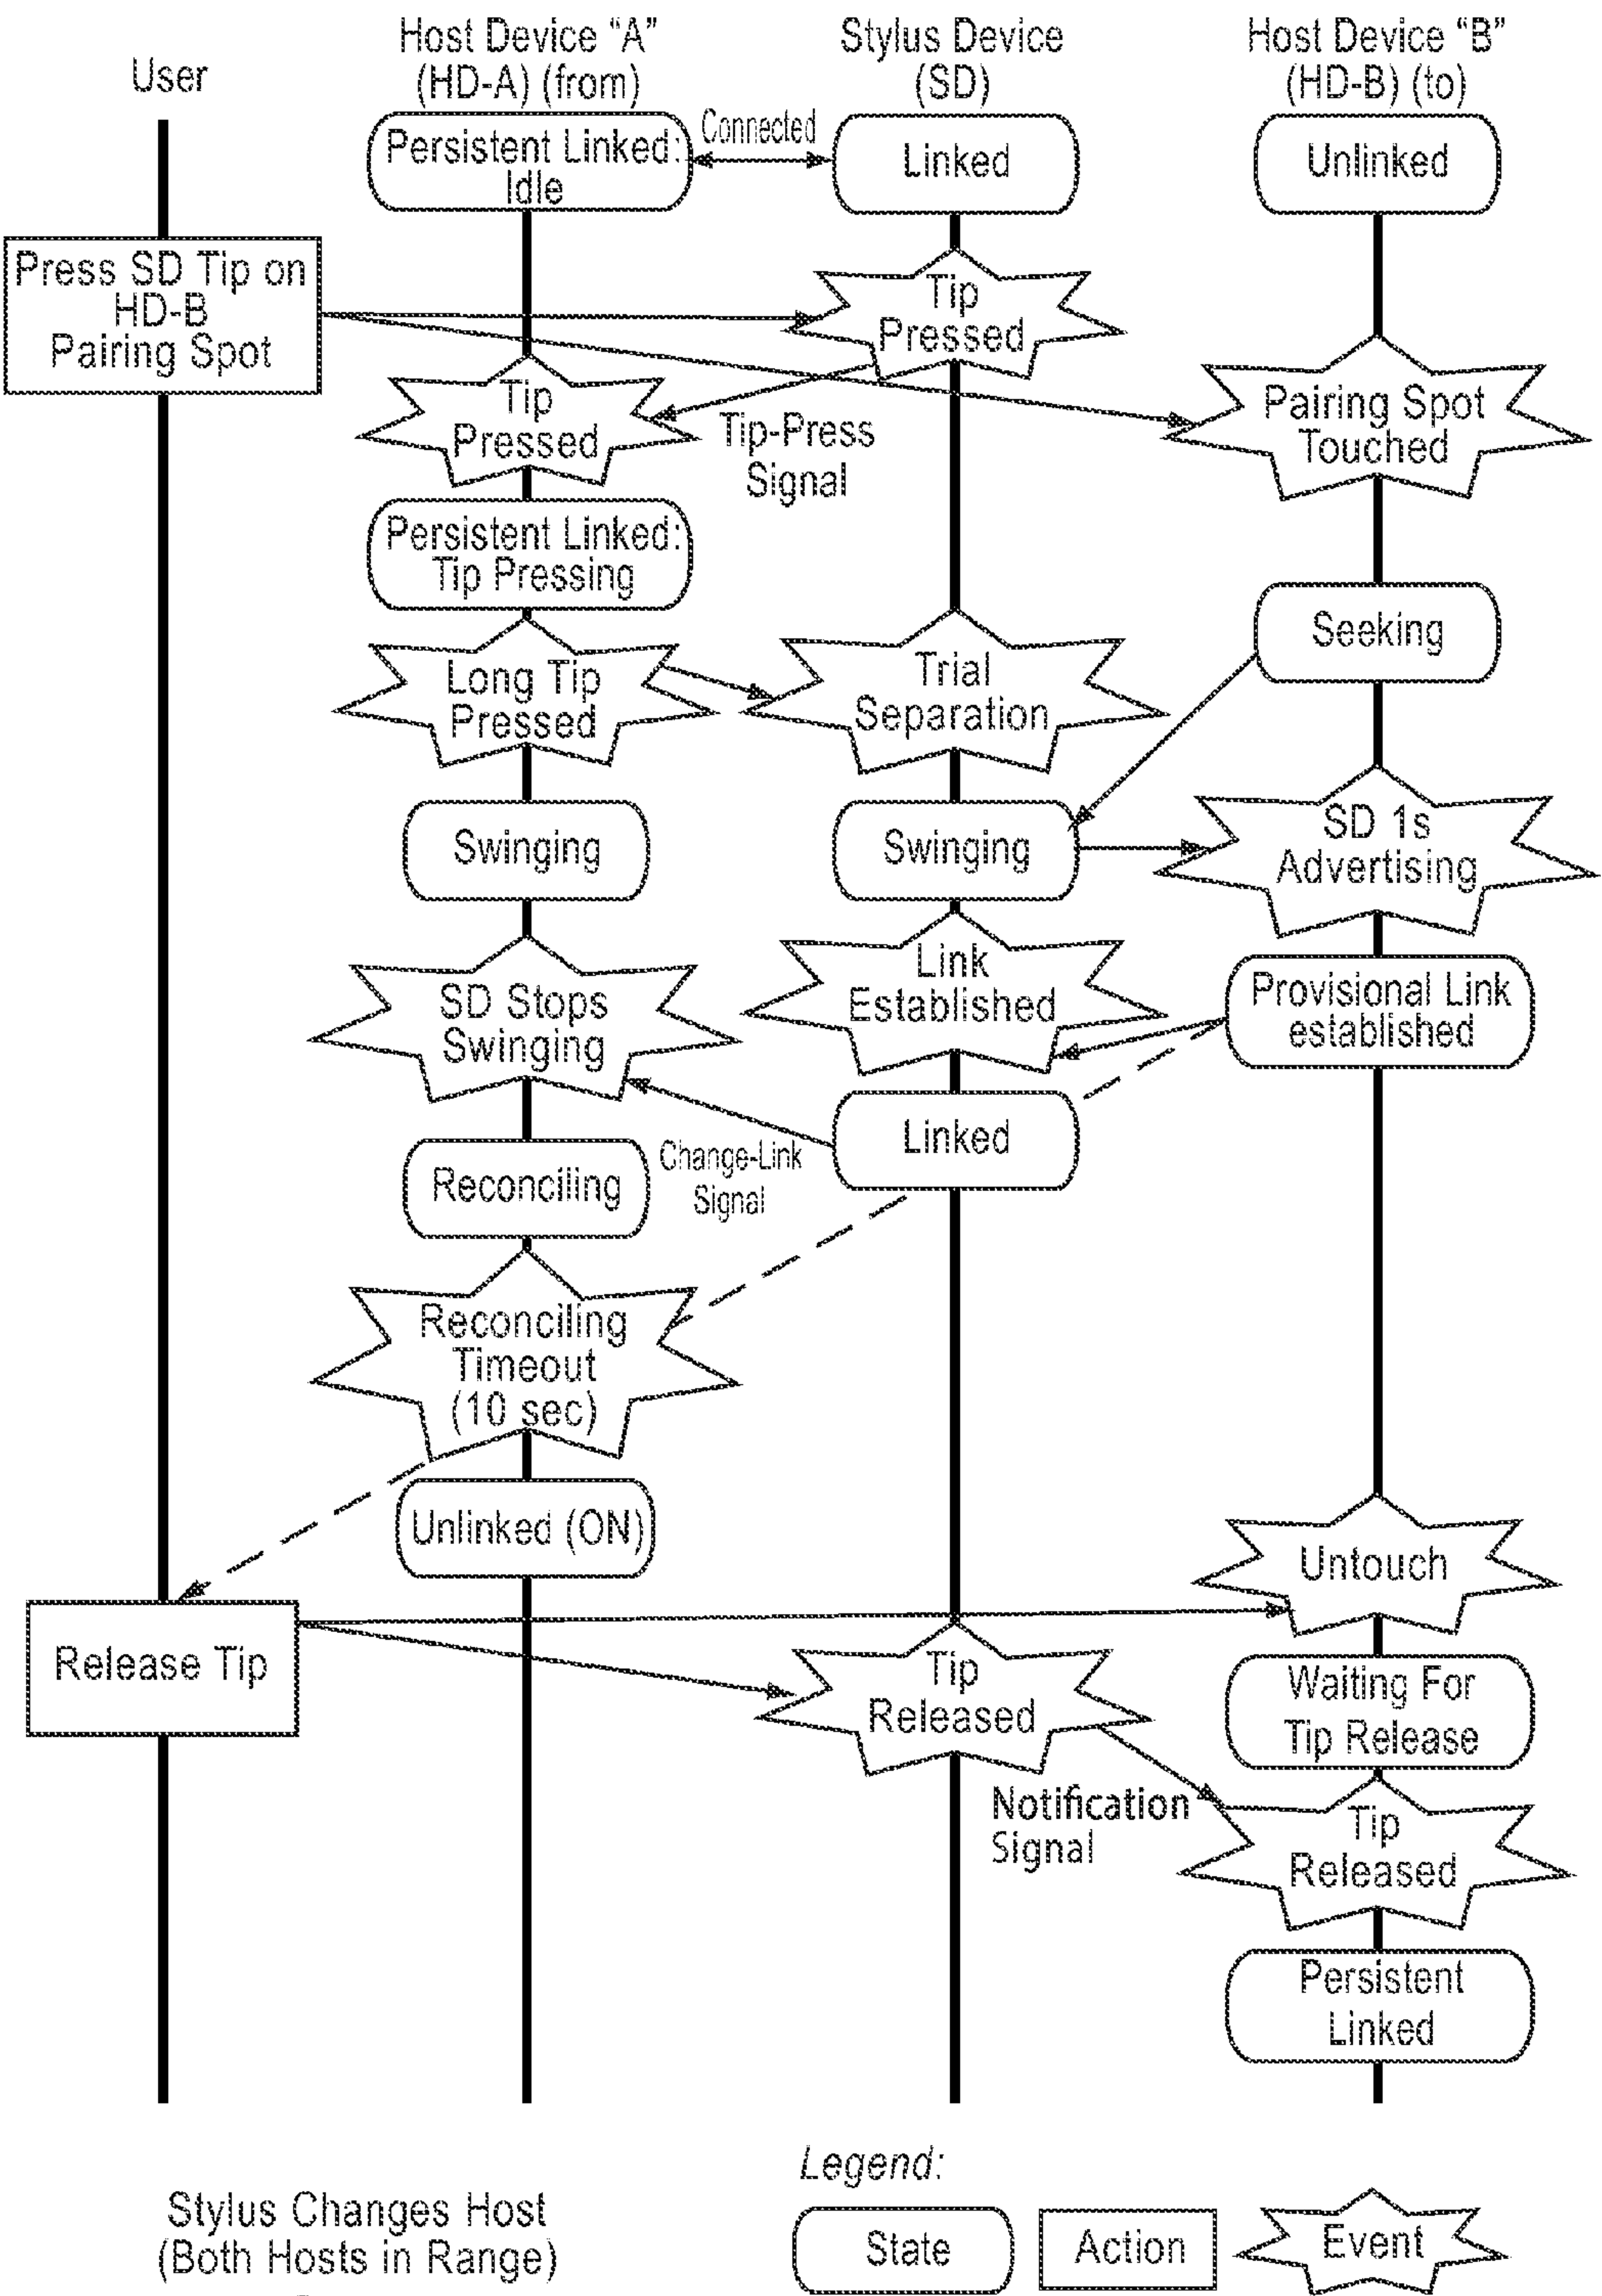 User
Host Device “A”
(HD-A) (from)
Stylus Device
(SD)
Host Device “B”
(HD-B) (to)
Persistent Linked:
Idle
Connected
Linked
Unlinked
Press SD Tip on
HD-B
Pairing Spot
Tip
Pressed
Tip
Pressed
Tip-Press
Signal
Pairing Spot
Touched
Persistent Linked:
Tip Pressing
Seeking
Long Tip
Pressed
Trial
Separation
Swinging
Swinging
SD 1s
Advertising
SD Stops
Swinging
Link
Established
Provisional Link
established
Linked
Change-Link
Signal
Reconciling
Reconciling
Timeout
(10 sec)
Unlinked (ON)
Untouch
Release Tip
Tip
Released
Waiting For
Tip Release
Notification
Signal
Tip
Released
Persistent
Linked
Stylus Changes Host
(Both Hosts in Range)
Legend:
State
Action
Event